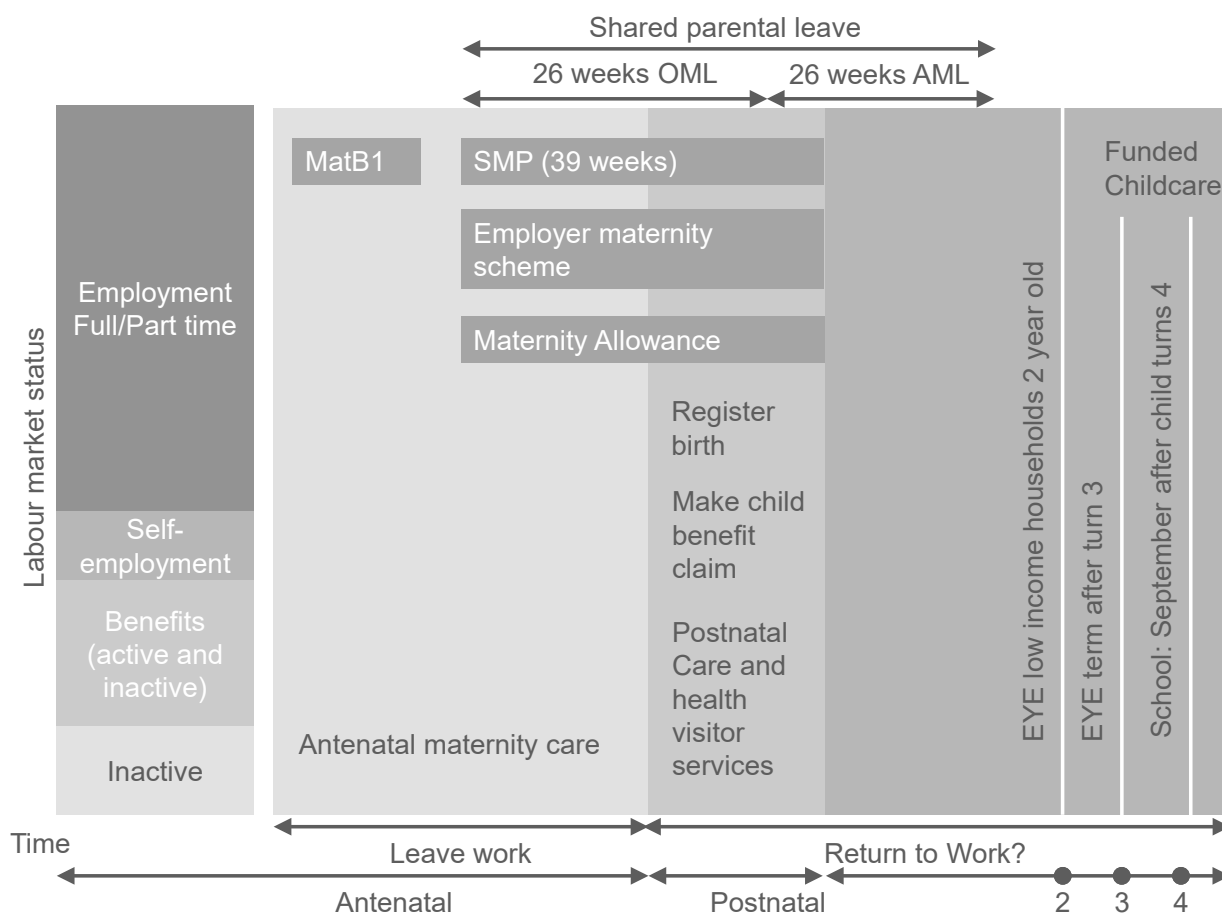 Shared parental leave
26 weeks OML
26 weeks AML
MatB1
SMP (39 weeks)
Funded
Childcare
Employer maternity
scheme
Maternity Allowance
Labour market status
Employment
Full/Part time
Self-
employment
Benefits
(active and
inactive)
Inactive
Register
birth
Make child
benefit
claim
Postnatal
Care and
health
visitor
services
Antenatal maternity care
EYE low income households 2 year old
EYE term after turn 3
School: September after child turns 4
Time
Leave work
Return to Work?
Antenatal
Postnatal
2
3
4